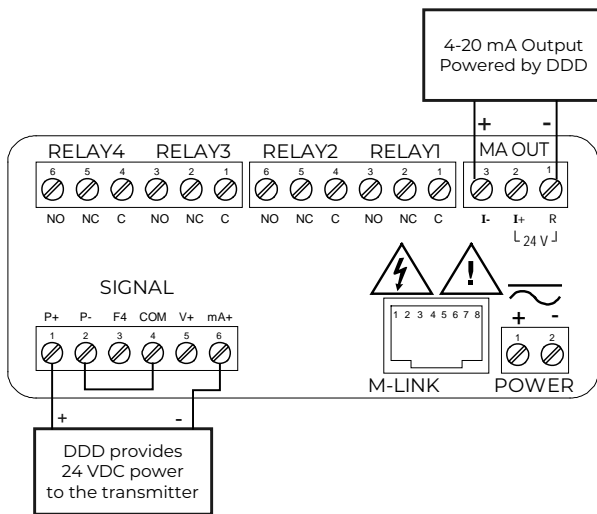 4-20 mA Output
Powered by DDD
+ -
RELAY4 RELAY3 RELAY2 RELAY1 MA OUT
6 5 4 3 2 1 6 5 4 3 2 1 3 2 1
NO NC C NO NC C NO NC C NO NC C I- I+ R
24 V
SIGNAL
P+ P- F4 COM V+ mA+
1 2 3 4 5 6
!
1 2 3 4 5 6 7 8
M-LINK
+ -
1 2
POWER
+ -
DDD provides
24 VDC power
to the transmitter